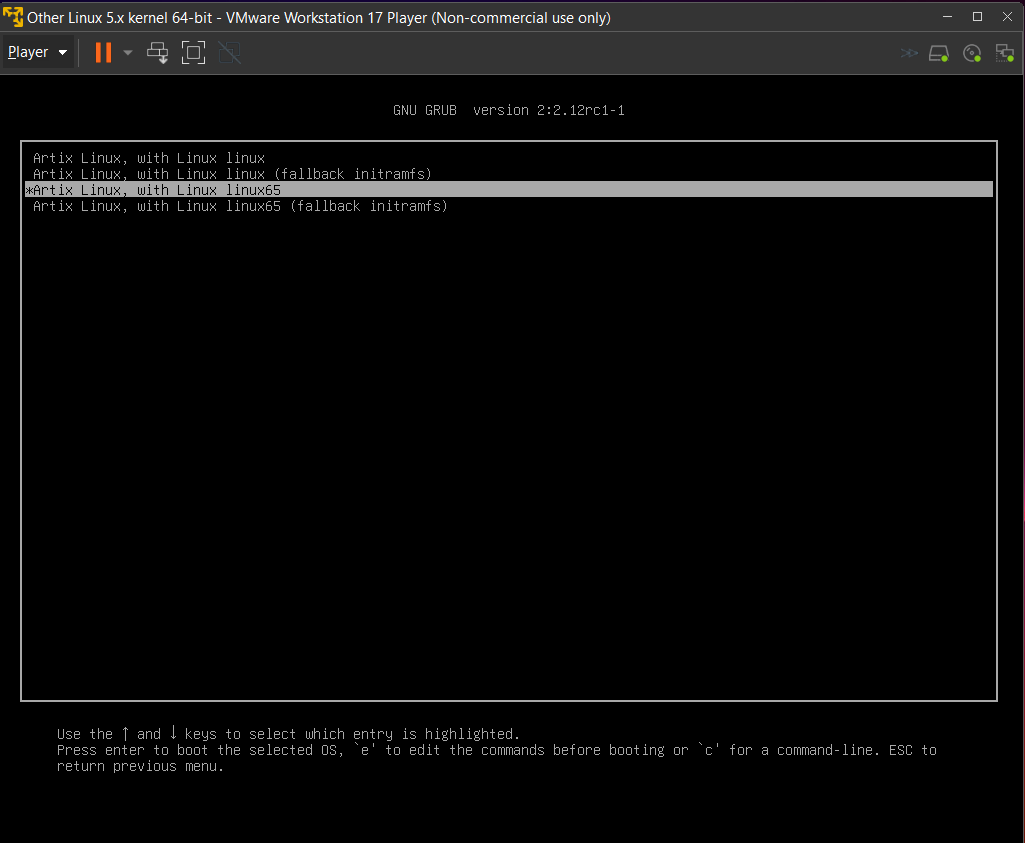 Other Linux 5.x kernel 64-bit - VMware Workstation 17 Player (Non-commercial use only)
Player
GNU GRUB  version 2:2.12rc1-1
Artix Linux, with Linux linux
Artix Linux, with Linux linux (fallback initramfs)
*Artix Linux, with Linux linux65
Artix Linux, with Linux linux65 (fallback initramfs)
Use the ↑ and ↓ keys to select which entry is highlighted.
Press enter to boot the selected OS, `e' to edit the commands before booting or `c' for a command-line. ESC to
return previous menu.